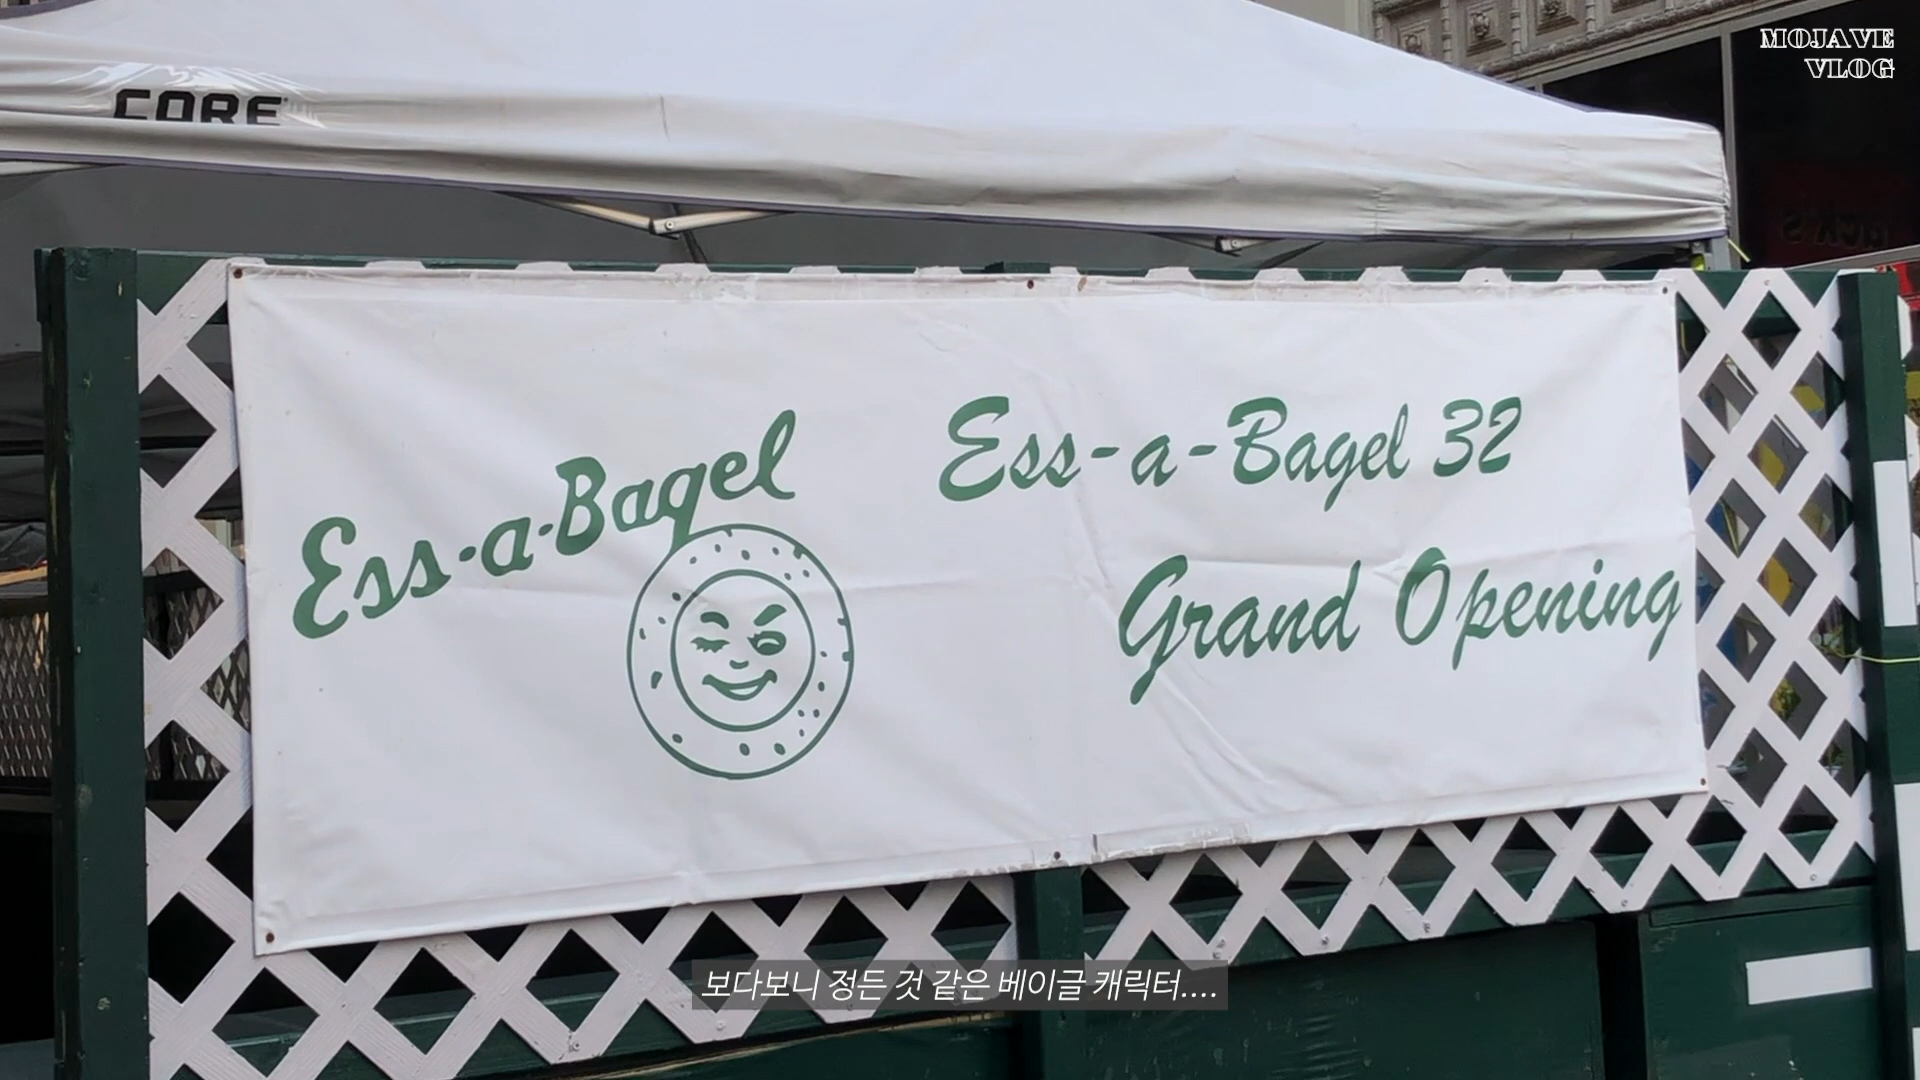 MOJAVE
VLOG
CORE
Ess-a-Bagel
Ess-a-Bagel 32
Grand Opening
보다보니 정든 것 같은 베이글 캐릭터....